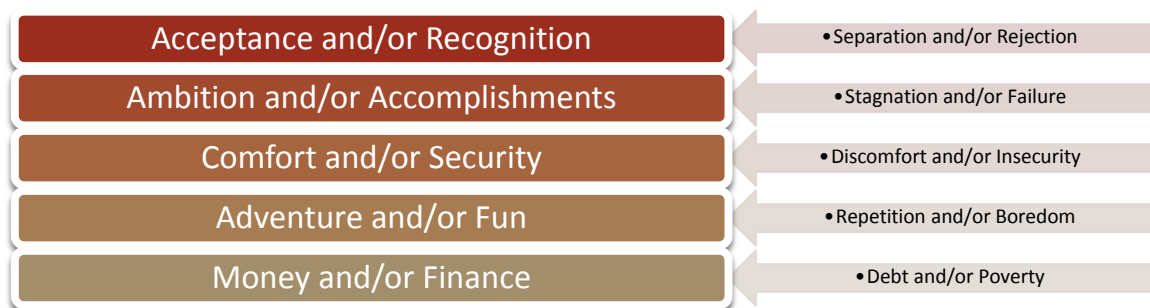 Acceptance and/or Recognition
•Separation and/or Rejection
Ambition and/or Accomplishments
•Stagnation and/or Failure
Comfort and/or Security
•Discomfort and/or Insecurity
Adventure and/or Fun
•Repetition and/or Boredom
Money and/or Finance
•Debt and/or Poverty